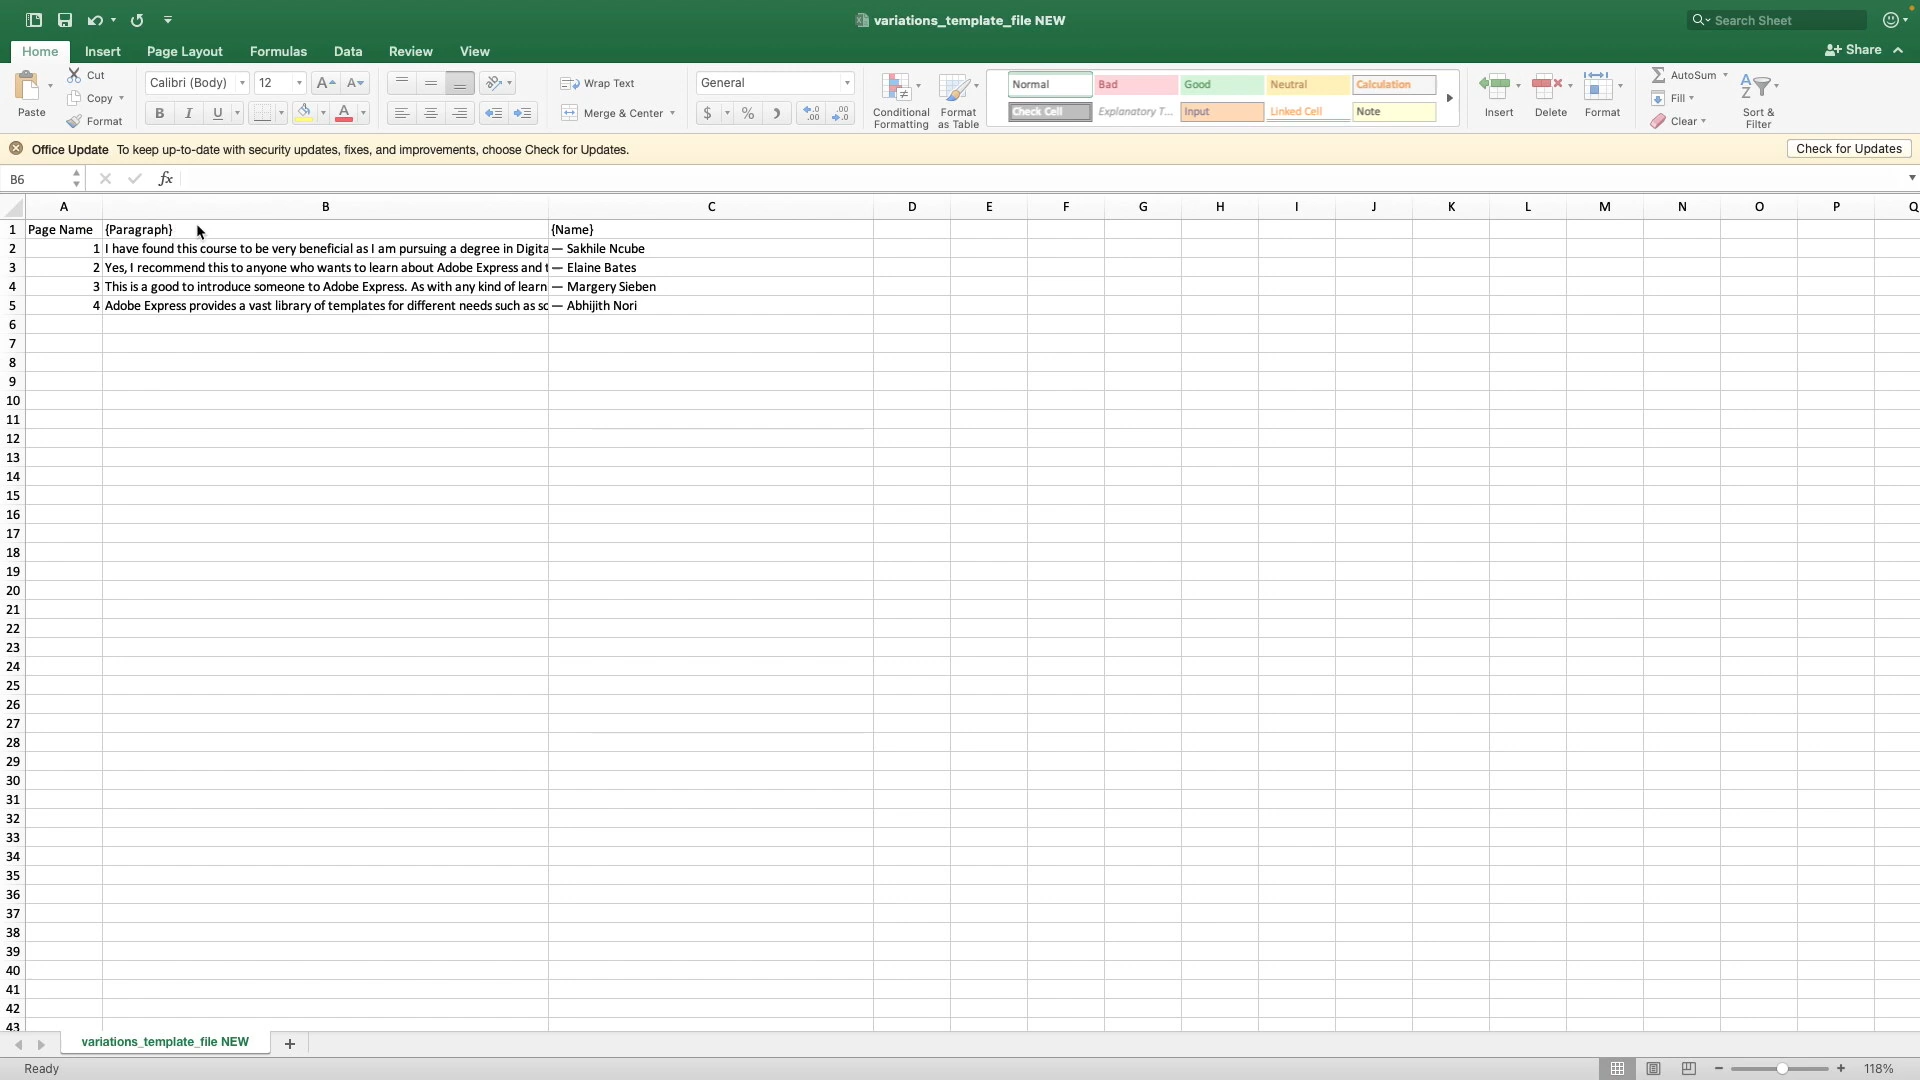 variations_template_file NEW
Search Sheet
Home Insert Page Layout Formulas Data Review View
Share
Paste
Cut
Copy
Format
Calibri (Body) 12
A A
B I U A
Wrap Text
Merge & Center
General
$ % .0 .00 .00 .0
Conditional
Formatting
Format
as Table
Normal Bad Good Neutral Calculation
Check Cell Explanatory T... Input Linked Cell Note
Insert
Delete
Format
AutoSum
Fill
Clear
Sort &
Filter
Office Update To keep up-to-date with security updates, fixes, and improvements, choose Check for Updates.
Check for Updates
B6 fx
A B C D E F G H I J K L M N O P Q
1 Page Name {Paragraph} {Name}
2 1 I have found this course to be very beneficial as I am pursuing a degree in Digita — Sakhile Ncube
3 2 Yes, I recommend this to anyone who wants to learn about Adobe Express and t — Elaine Bates
4 3 This is a good to introduce someone to Adobe Express. As with any kind of learn — Margery Sieben
5 4 Adobe Express provides a vast library of templates for different needs such as so — Abhijith Nori
6
7
8
9
10
11
12
13
14
15
16
17
18
19
20
21
22
23
24
25
26
27
28
29
30
31
32
33
34
35
36
37
38
39
40
41
42
43
variations_template_file NEW
Ready
118%